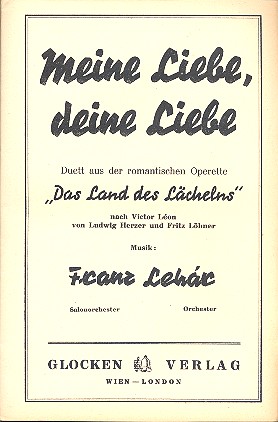 Meine Liebe,
deine Liebe
Duett aus der romantischen Operette
„Das Land des Lächelns"
nach Victor Léon
von Ludwig Herzer und Fritz Löhner
Musik:
Franz Lehár
Salonorchester Orchester
GLOCKEN VERLAG
WIEN—LONDON